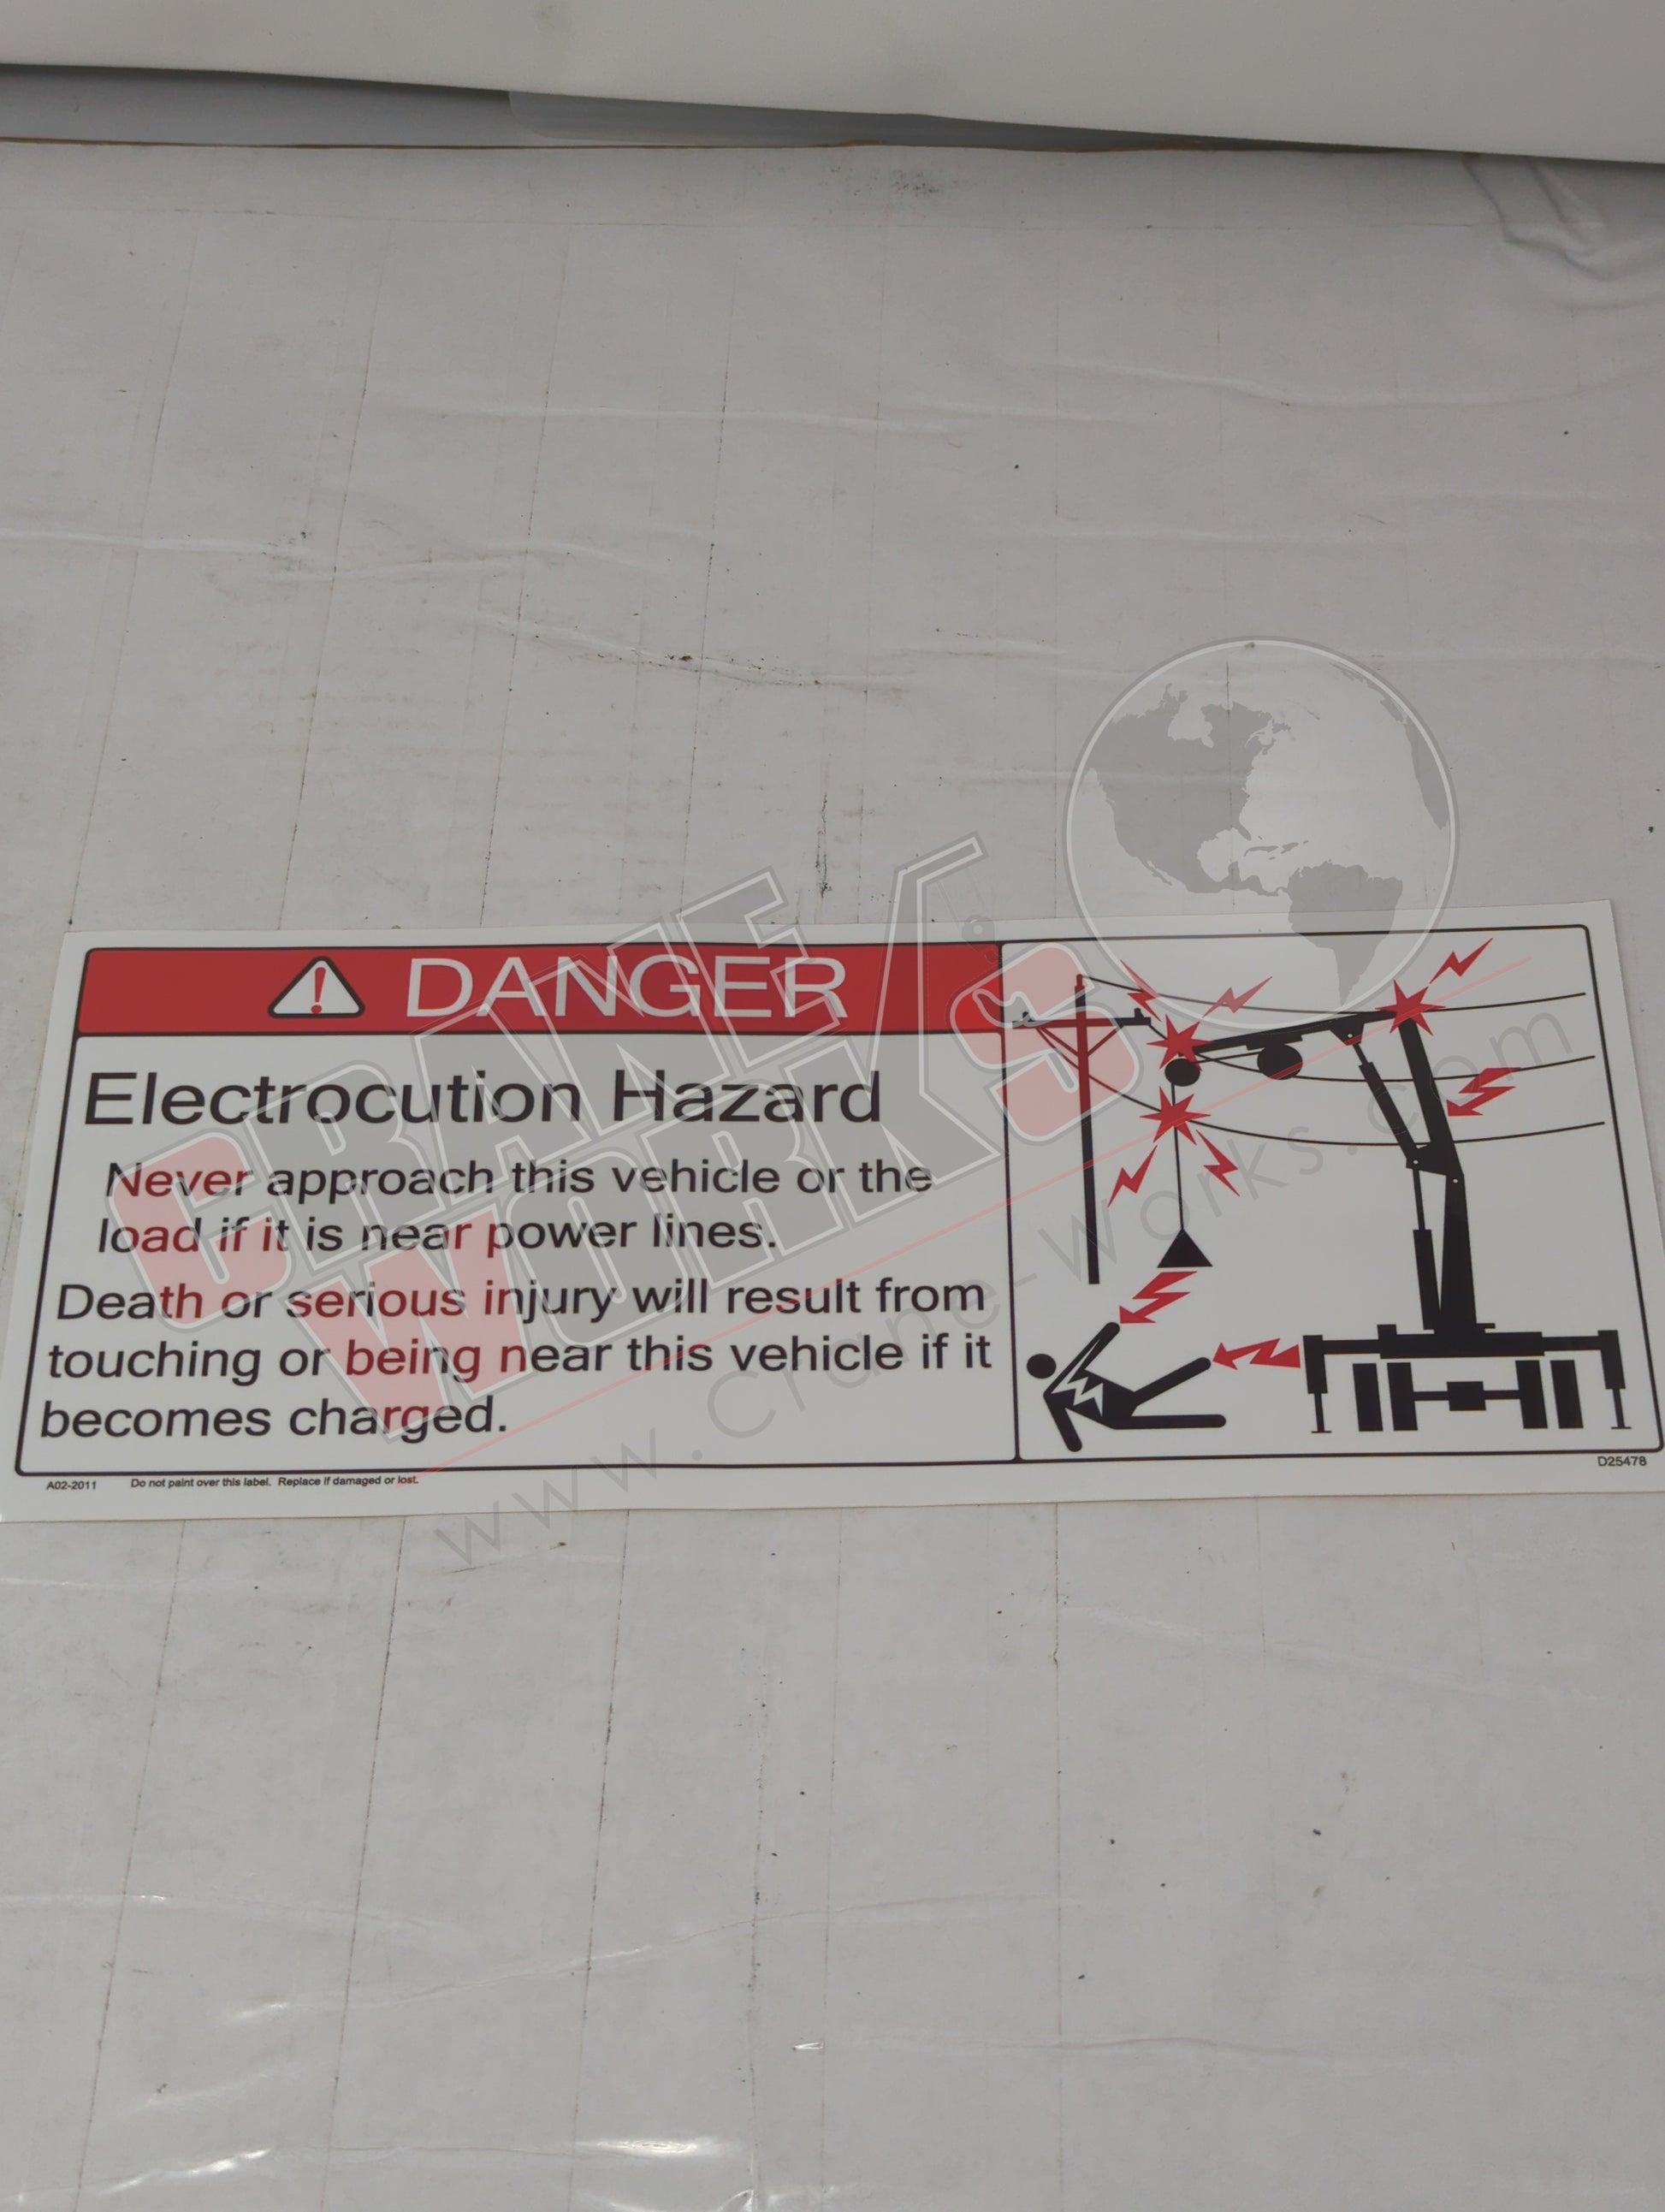 DANGER
Electrocution Hazard
Never approach this vehicle or the
load if it is near power lines.
Death or serious injury will result from
touching or being near this vehicle if it
becomes charged.
A02-2011 Do not paint over this label. Replace if damaged or lost.
D25478
CRANE
WORKS
www.crane-works.com